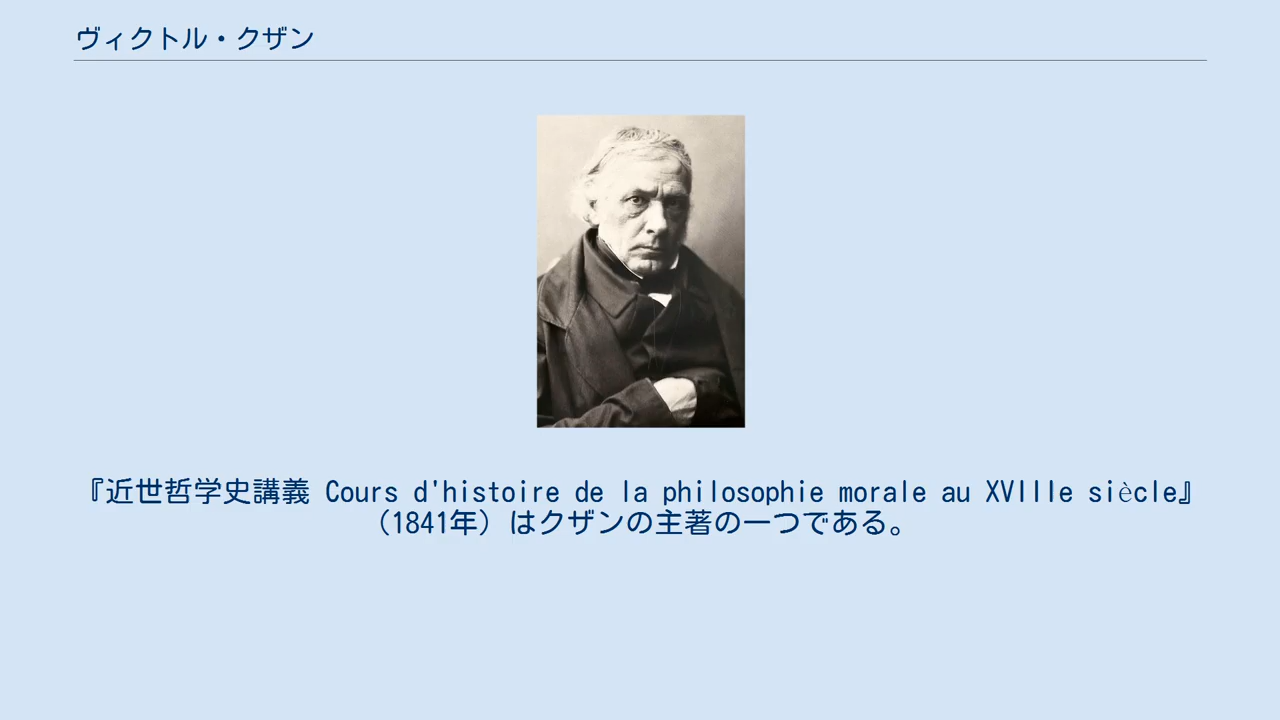 ヴィクトル・クザン
『近世哲学史講義 Cours d'histoire de la philosophie morale au XVIIIe siècle』
（1841年）はクザンの主著の一つである。